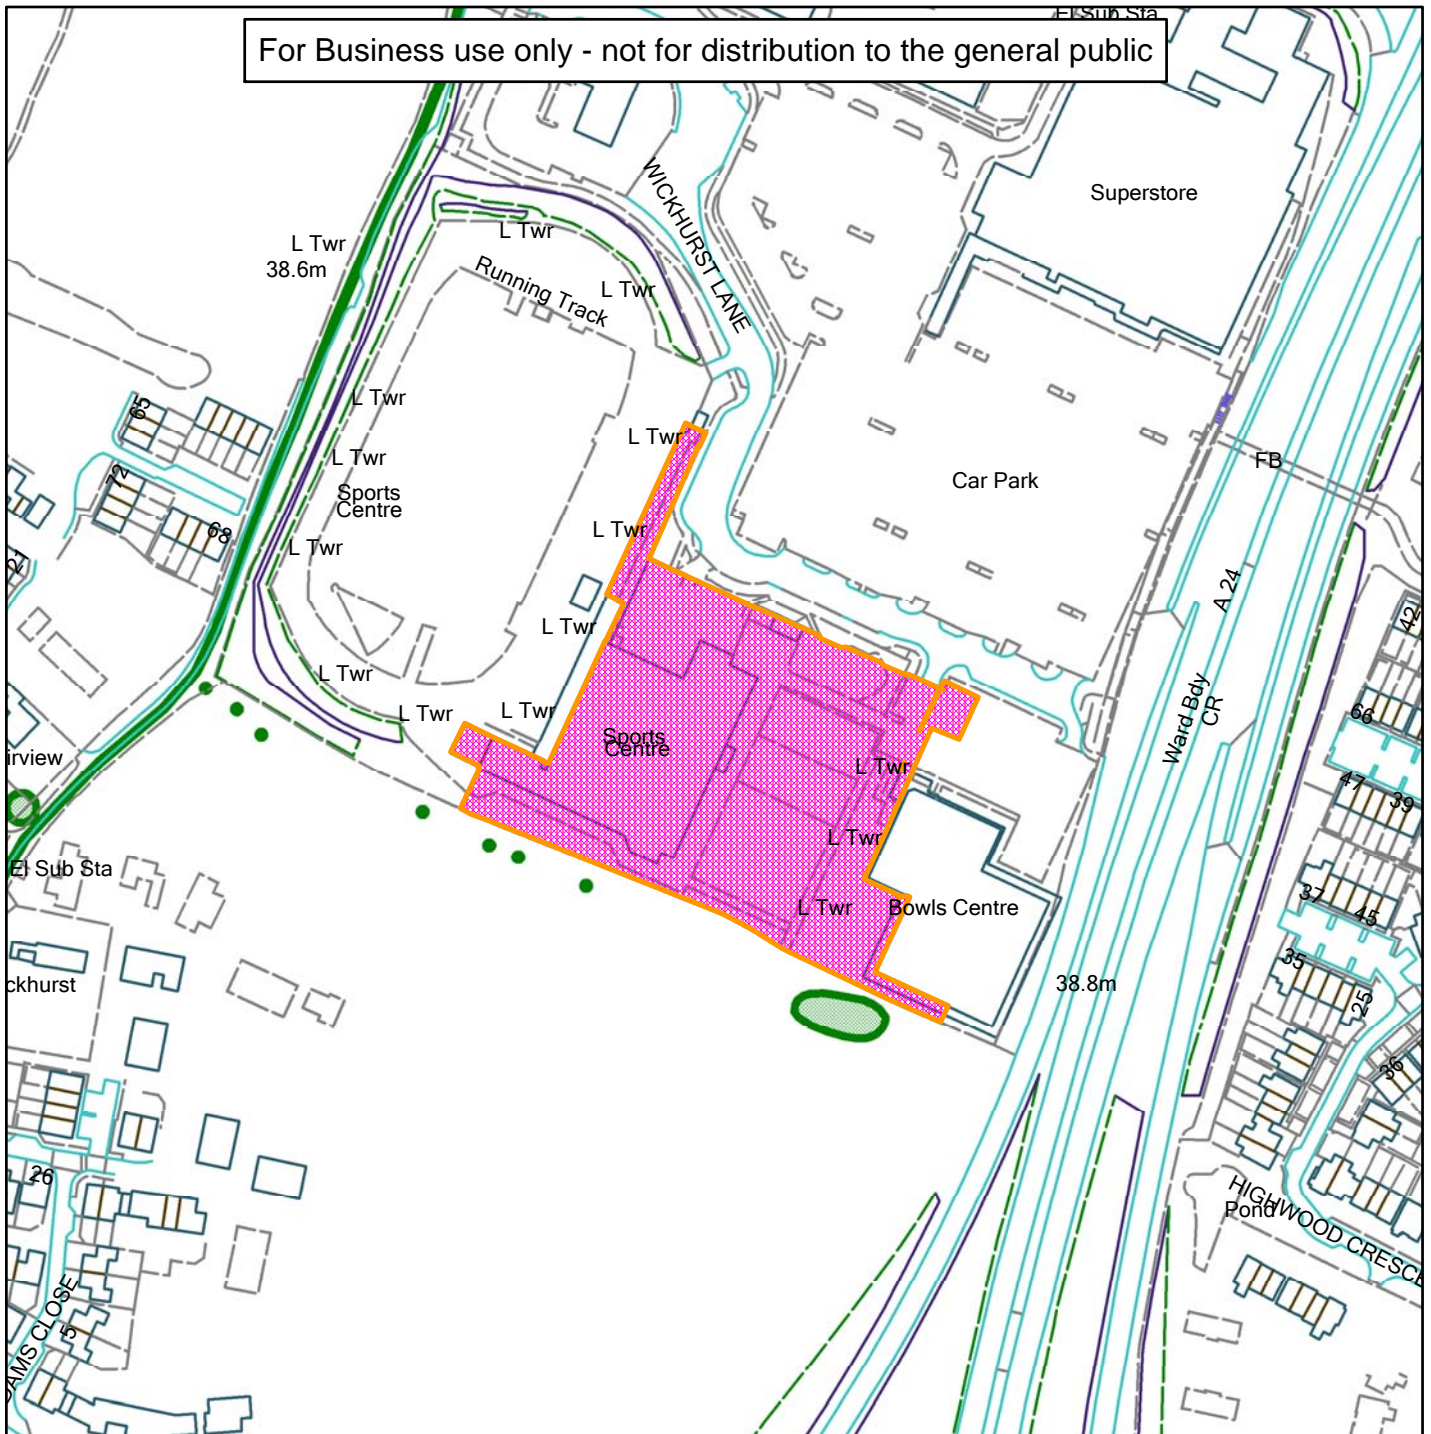 El Sub Sta
For Business use only - not for distribution to the general public
WICKHURST LANE
Superstore
L Twr
38.6m
L Twr
Running Track
L Twr
L Twr
65
L Twr
Car Park
FB
L Twr
72
Sports
Centre
68
L Twr
L Twr
21
A 24
42
L Twr
L Twr
Ward Bdy
CR
66
L Twr
L Twr
Sports
Centre
irview
L Twr
47
39
L Twr
El Sub Sta
37
45
L Twr
Bowls Centre
35
25
ckhurst
38.8m
36
26
HIGHWOOD CRESCE
Pond
DAMS CLOSE
5